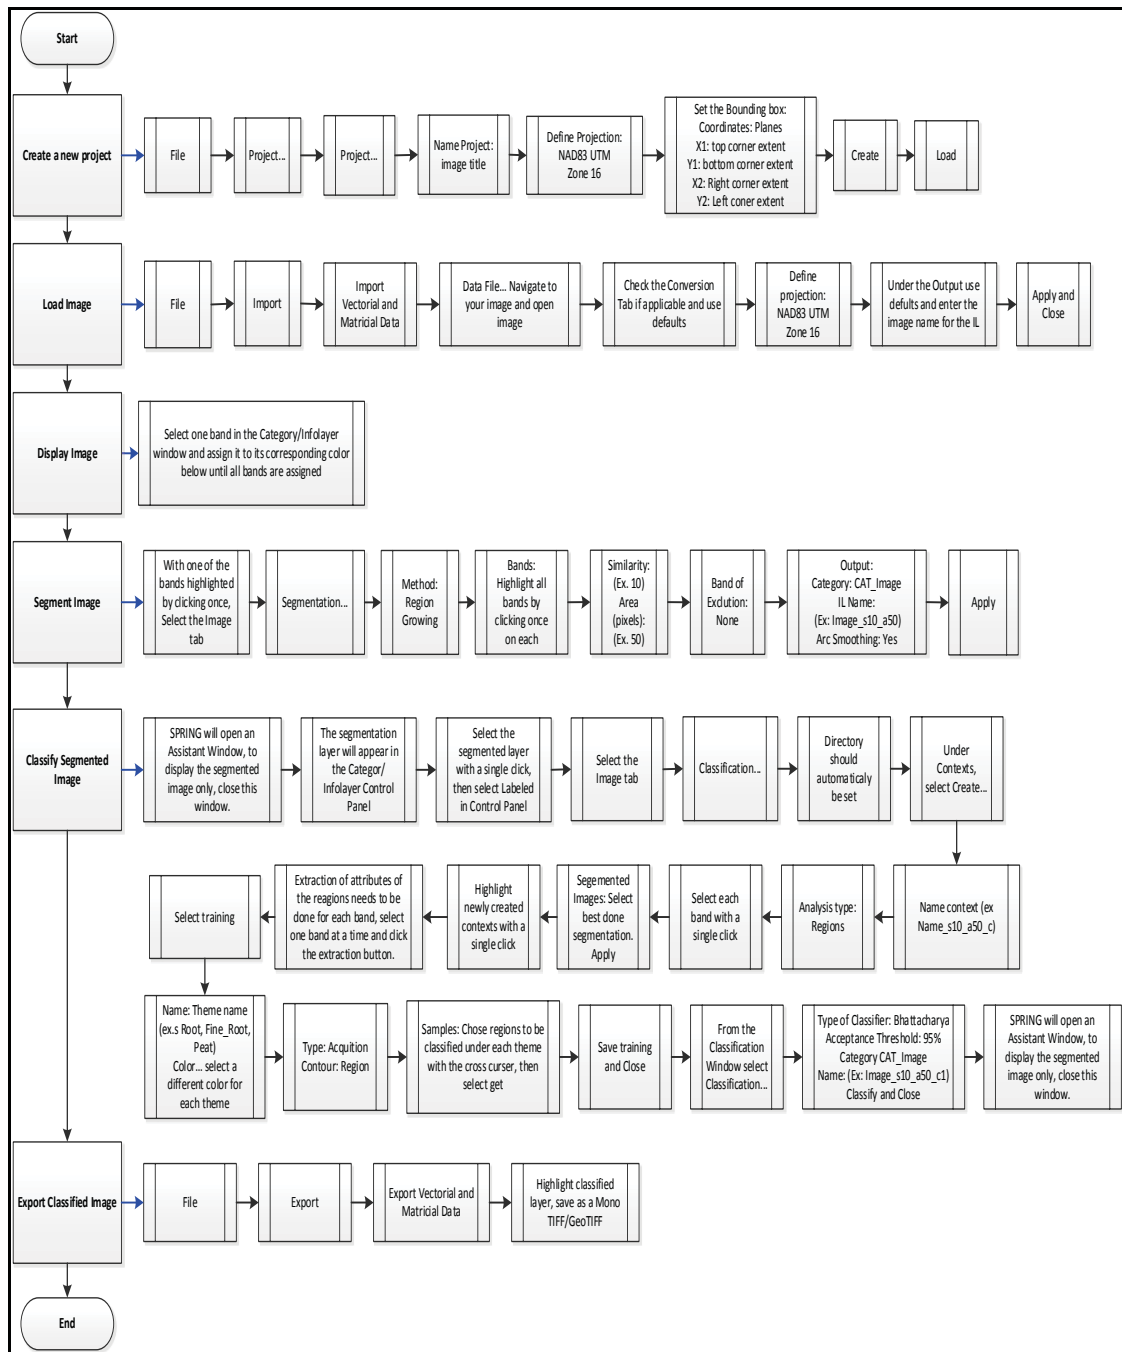 Start
Create a new project
File
Project...
Project...
Name Project:
image title
Define Projection:
NAD83 UTM
Zone 16
Set the Bounding box:
Coordinates: Planes
X1: top corner extent
Y1: bottom corner extent
X2: Right corner extent
Y2: Left coner extent
Create
Load
Load Image
File
Import
Import
Vectorial and
Matricial Data
Data File... Navigate to
your image and open
image
Check the Conversion
Tab if applicable and use
defaults
Define
projection:
NAD83 UTM
Zone 16
Under the Output use
defults and enter the
image name for the IL
Apply and
Close
Display Image
Select one band in the Category/Infolayer
window and assign it to its corresponding color
below until all bands are assigned
Segment Image
With one of the
bands highlighted
by clicking once,
Select the Image
tab
Segmentation...
Method:
Region
Growing
Bands:
Highlight all
bands by
clicking once
on each
Similarity:
(Ex. 10)
Area
(pixels):
(Ex. 50)
Band of
Exclution:
None
Output:
Category: CAT_Image
IL Name:
(Ex: Image_s10_a50)
Arc Smoothing: Yes
Apply
Classify Segmented
Image
SPRING will open an
Assistant Window, to
display the segmented
image only, close this
window.
The segmentation
layer will appear in
the Categor/
Infolayer Control
Panel
Select the
segmented layer
with a single click,
then select Labeled
in Control Panel
Select the
Image tab
Classification...
Directory
should
automaticaly
be set
Under
Contexts,
select Create...
Name context (ex
Name_s10_a50_c)
Analysis type:
Regions
Select each
band with a
single click
Segemented
Images: Select
best done
segmentation.
Apply
Highlight
newly created
contexts with a
single click
Extraction of attributes of
the reagions needs to be
done for each band, select
one band at a time and click
the extraction button.
Select training
Name: Theme name
(ex.s Root, Fine_Root,
Peat)
Color... select a
different color for
each theme
Type: Acqution
Contour: Region
Samples: Chose regions to be
classified under each theme
with the cross curser, then
select get
Save training
and Close
From the
Classification
Window select
Classification...
Type of Classifier: Bhattacharya
Acceptance Threshold: 95%
Category CAT_Image
Name: (Ex: Image_s10_a50_c1)
Classify and Close
SPRING will open an
Assistant Window, to
display the segmented
image only, close this
window.
Export Classified Image
File
Export
Export Vectorial and
Matricial Data
Highlight classified
layer, save as a Mono
TIFF/GeoTIFF
End